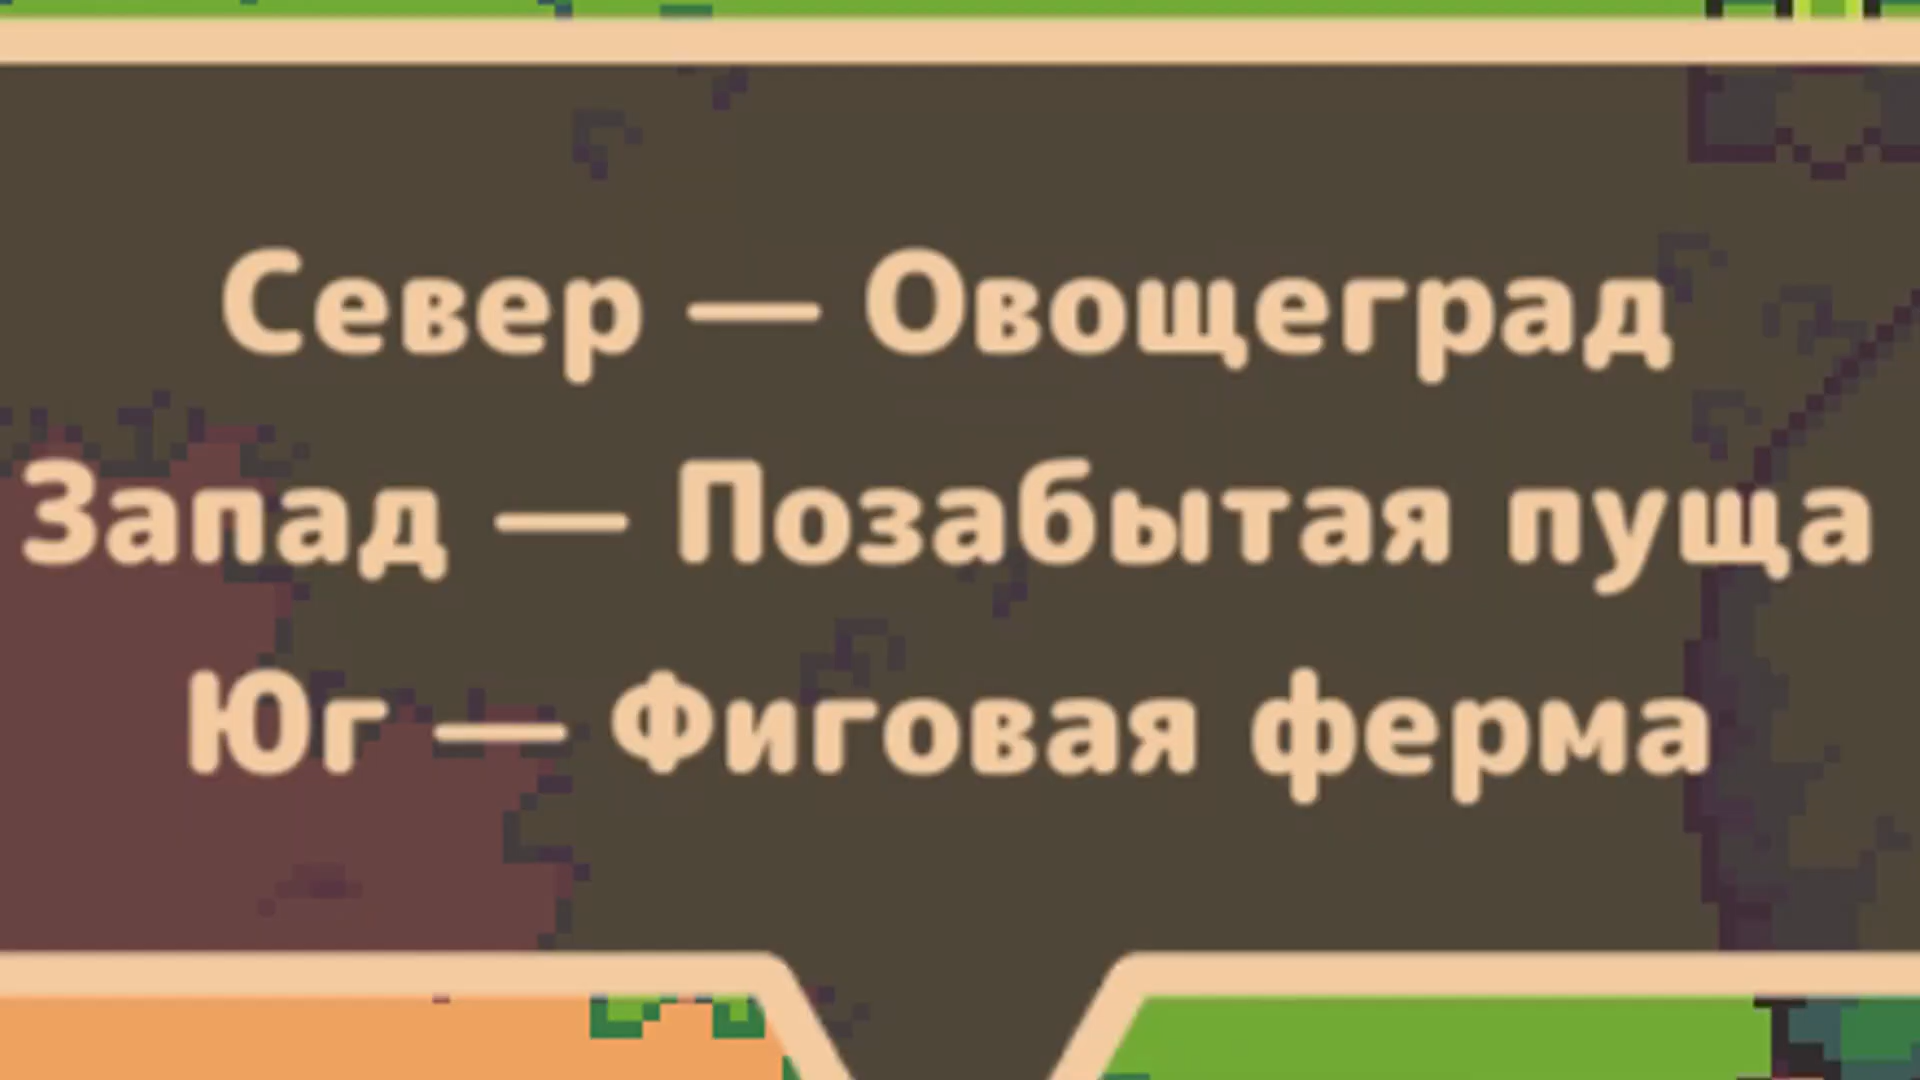 Север — Овощеград
Запад — Позабытая пуща
Юг — Фиговая ферма